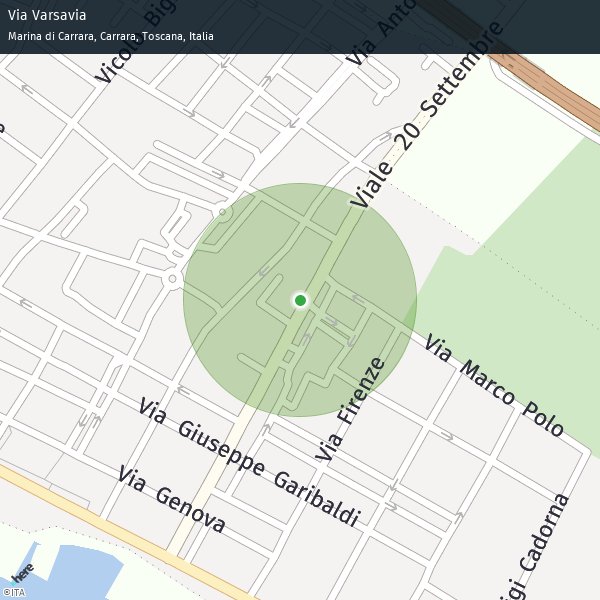 Via Varsavia
Marina di Carrara, Carrara, Toscana, Italia
Vicolo Big
Via Anto
Viale 20 Settembre
Via Marco Polo
Via Firenze
Via Giuseppe Garibaldi
Via Genova
igi Cadorna
here
©ITA